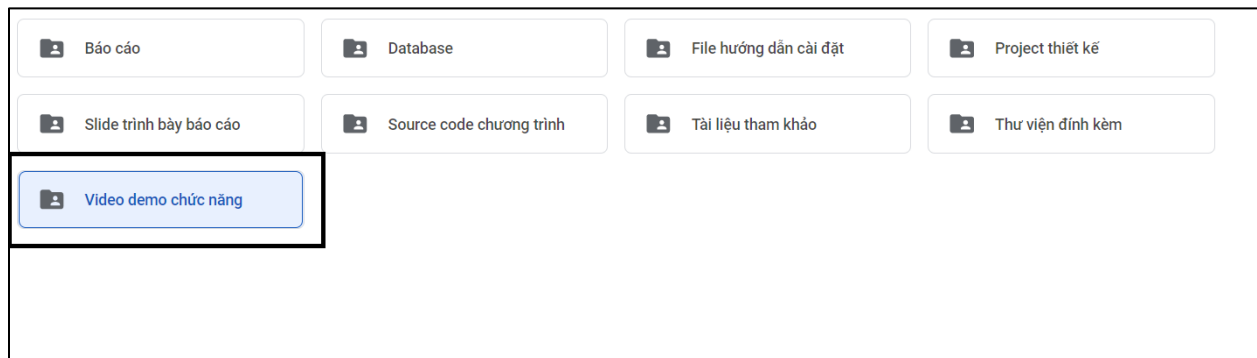 Báo cáo
Database
File hướng dẫn cài đặt
Project thiết kế
Slide trình bày báo cáo
Source code chương trình
Tài liệu tham khảo
Thư viện đính kèm
Video demo chức năng